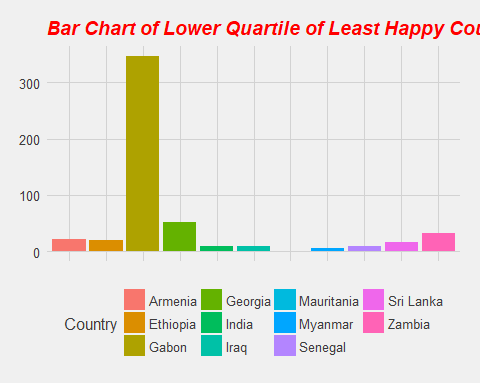 Bar Chart of Lower Quartile of Least Happy Cou
300
200
100
0
Country
Armenia
Ethiopia
Gabon
Georgia
India
Iraq
Mauritania
Myanmar
Senegal
Sri Lanka
Zambia